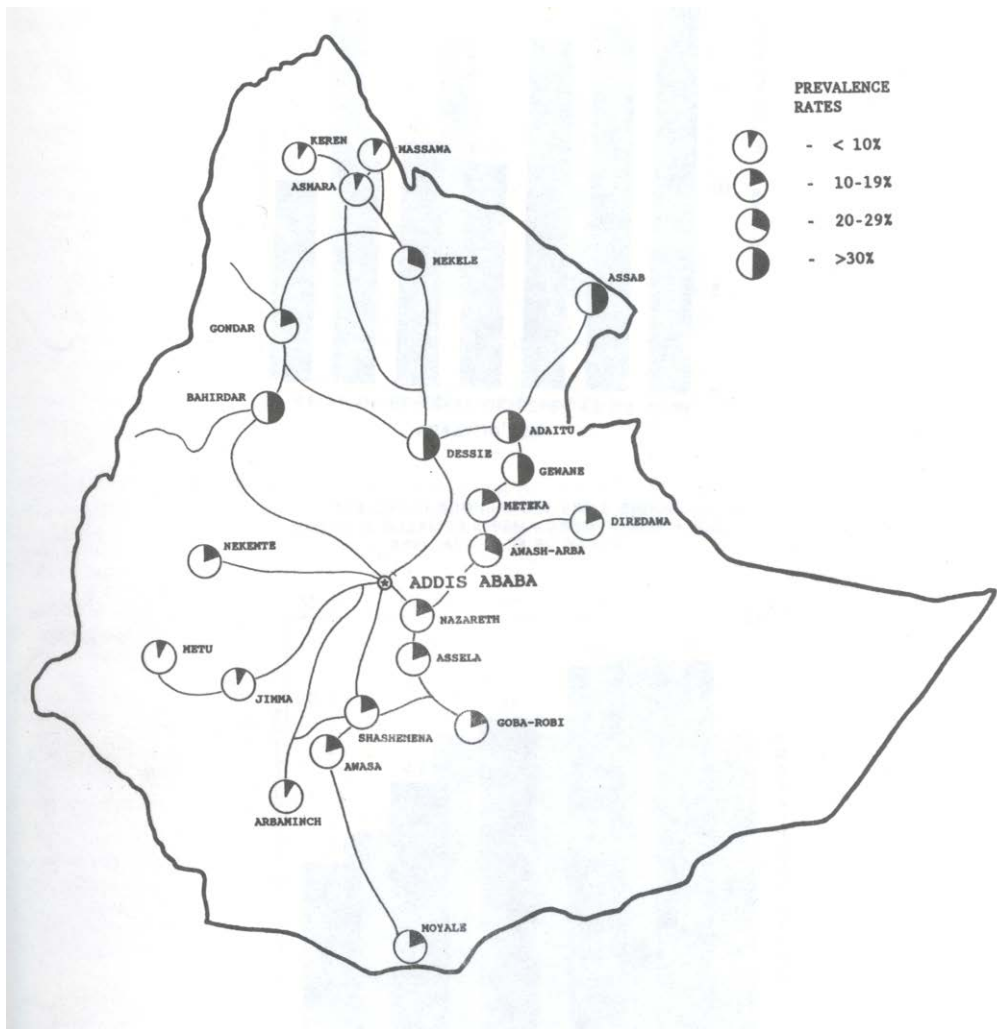 PREVALENCE
RATES
- < 10%
- 10-19%
- 20-29%
- >30%
KEREN
MASSAWA
ASMARA
MEKELE
ASSAB
GONDAR
BAHIRDAR
ADAITU
DESSIE
GEWANE
METEKA
DIREDAWA
AWASH-ARBA
NEKEMTE
ADDIS ABABA
NAZARETH
METU
ASSELA
JIMMA
GOBA-ROBI
SHASHEMENA
AWASA
ARBAMINCH
MOYALE